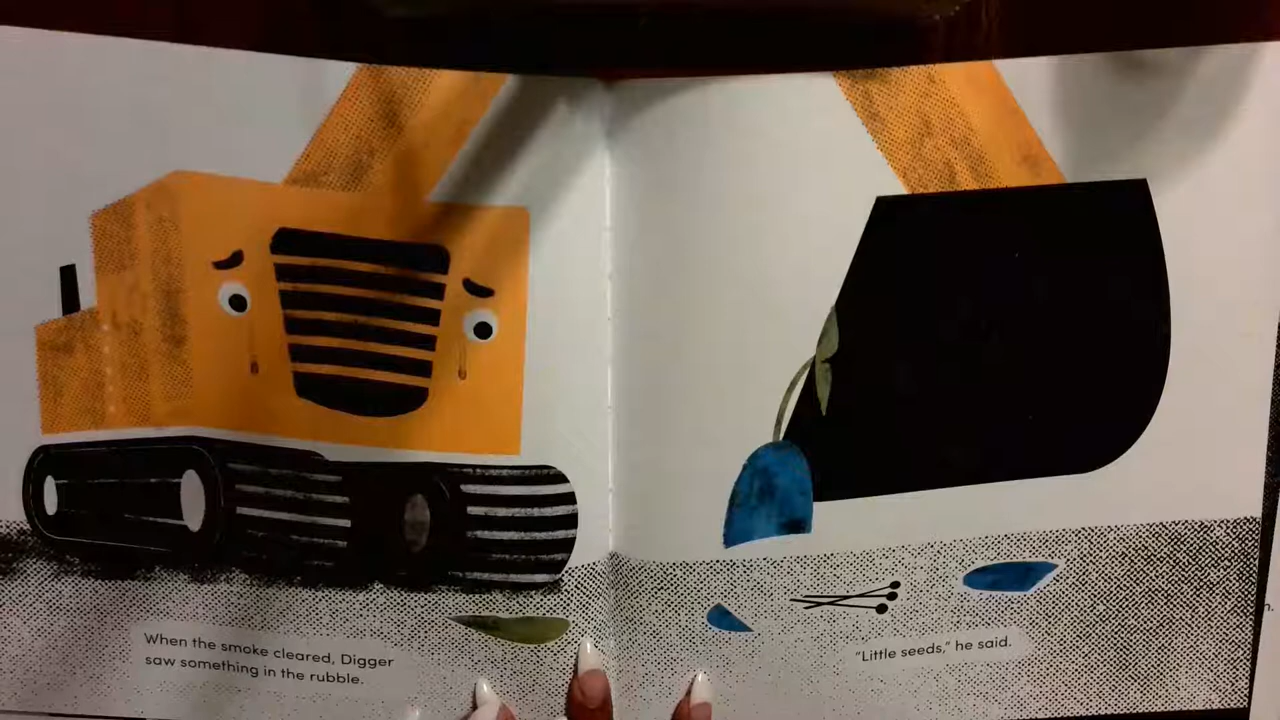 When the smoke cleared, Digger
saw something in the rubble.
"Little seeds," he said.